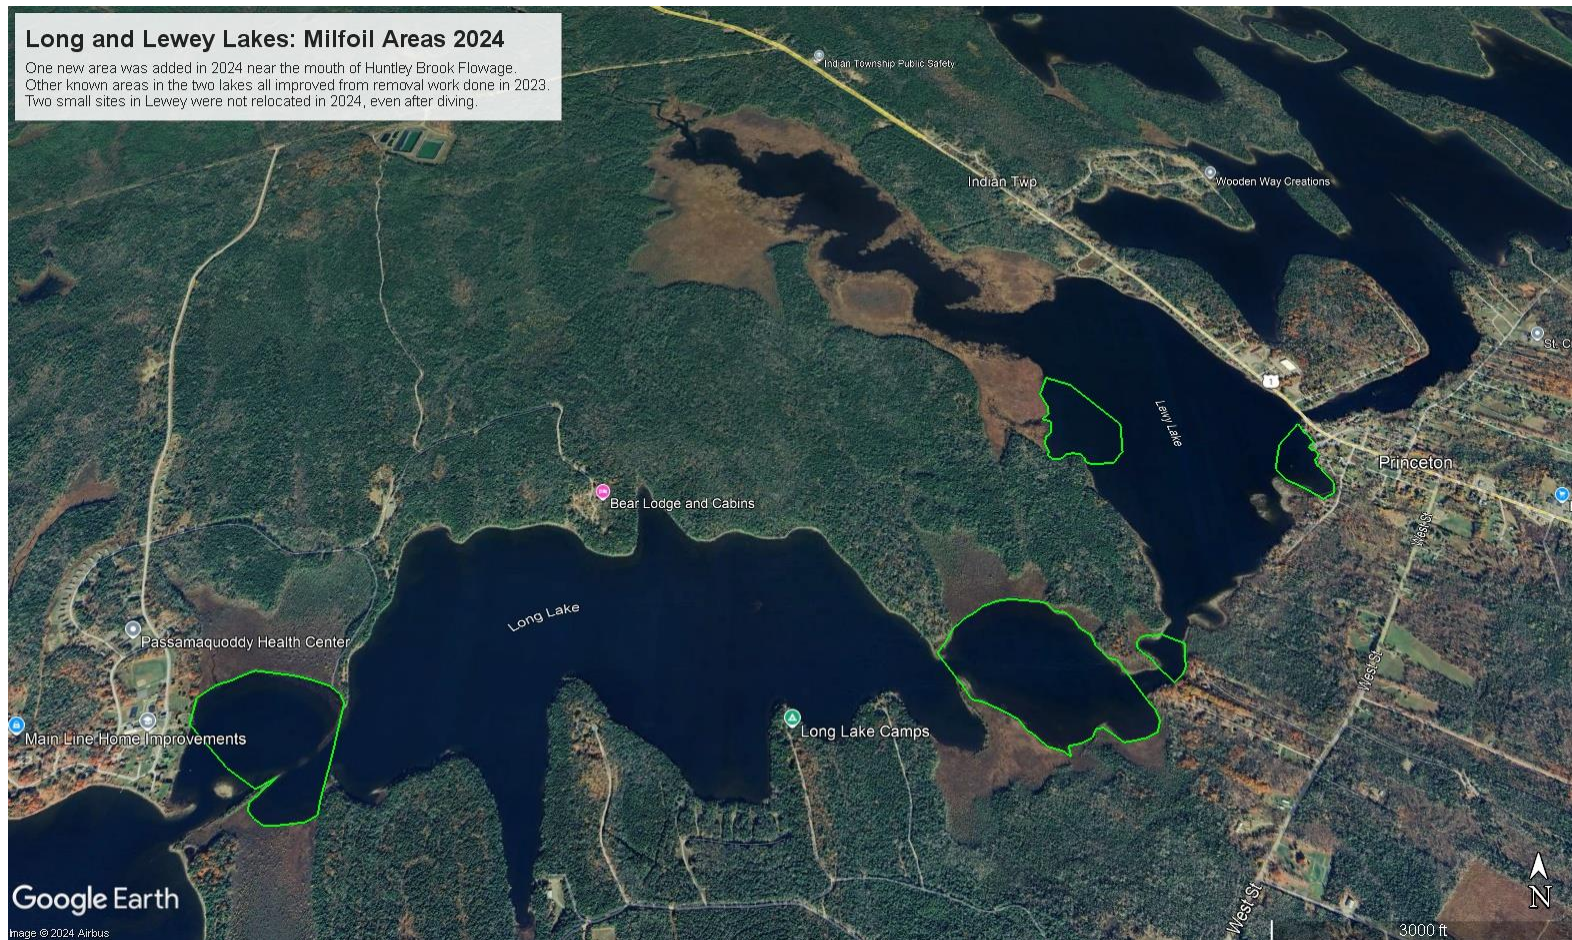 Long and Lewey Lakes: Milfoil Areas 2024
One new area was added in 2024 near the mouth of Huntley Brook Flowage.
Other known areas in the two lakes all improved from removal work done in 2023.
Two small sites in Lewey were not relocated in 2024, even after diving.
Indian Township Public Safety
Indian Twp
Wooden Way Creations
St. C
1
Lewy Lake
Princeton
West St
Bear Lodge and Cabins
Long Lake
Passamaquoddy Health Center
West St
Main Line Home Improvements
Long Lake Camps
West St
Google Earth
N
3000 ft
Image © 2024 Airbus